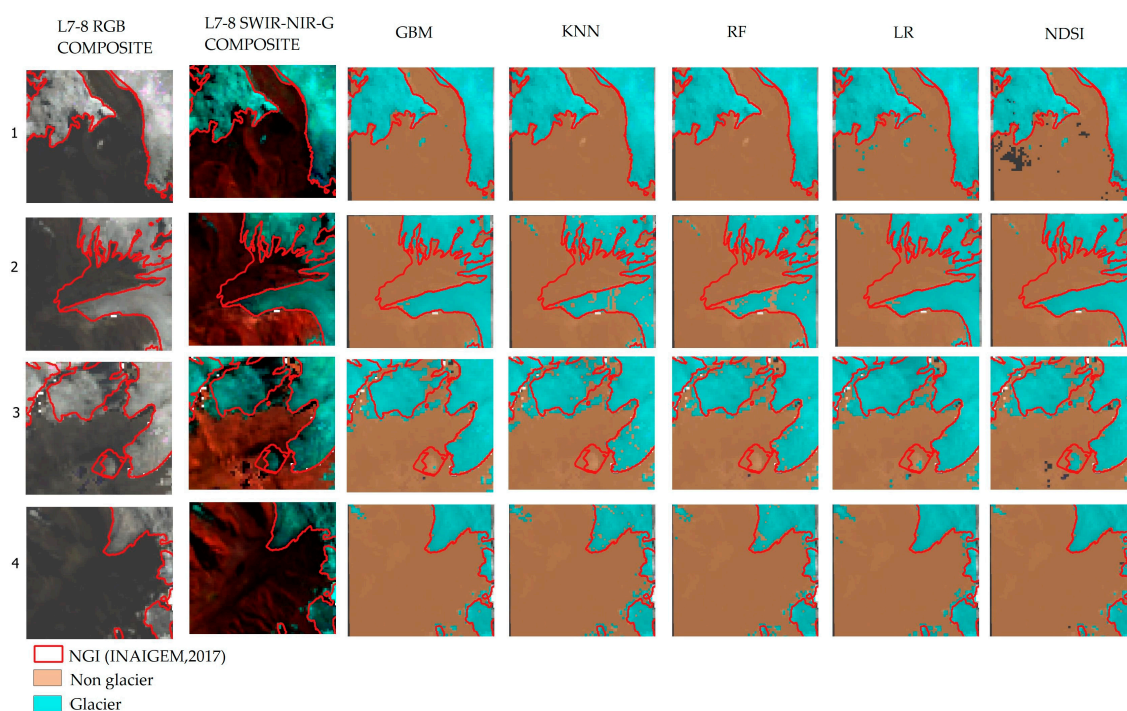 L7-8 RGB
COMPOSITE
L7-8 SWIR-NIR-G
COMPOSITE
GBM
KNN
RF
LR
NDSI
1
2
3
4
NGI (INAIGEM,2017)
Non glacier
Glacier